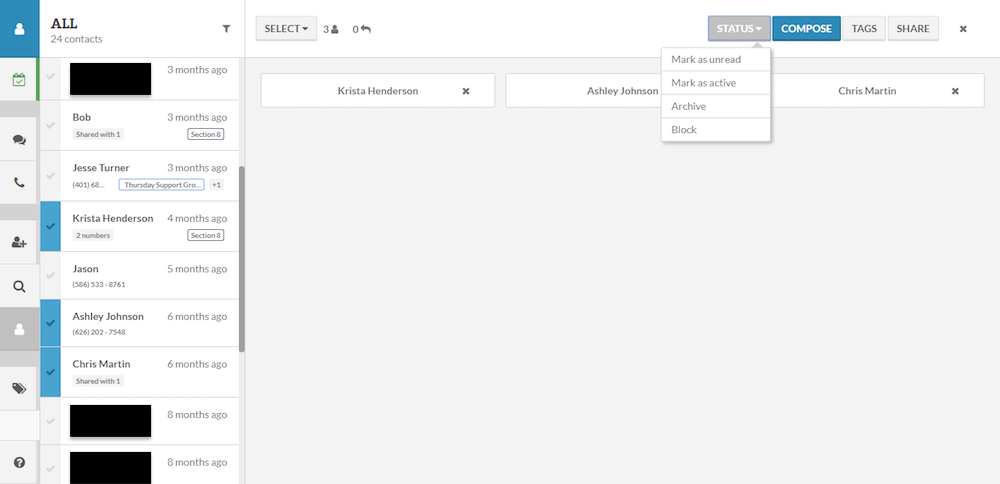 ALL
24 contacts
SELECT
3
0
STATUS
COMPOSE
TAGS
SHARE
Mark as unread
Mark as active
Archive
Block
Krista Henderson
Ashley Johnson
Chris Martin
3 months ago
Bob
3 months ago
Shared with 1
Section 8
Jesse Turner
3 months ago
(401) 68...
Thursday Support Gro...
+1
Krista Henderson
4 months ago
2 numbers
Section 8
Jason
5 months ago
(586) 533 - 8761
Ashley Johnson
6 months ago
(626) 202 - 7548
Chris Martin
6 months ago
Shared with 1
8 months ago
8 months ago